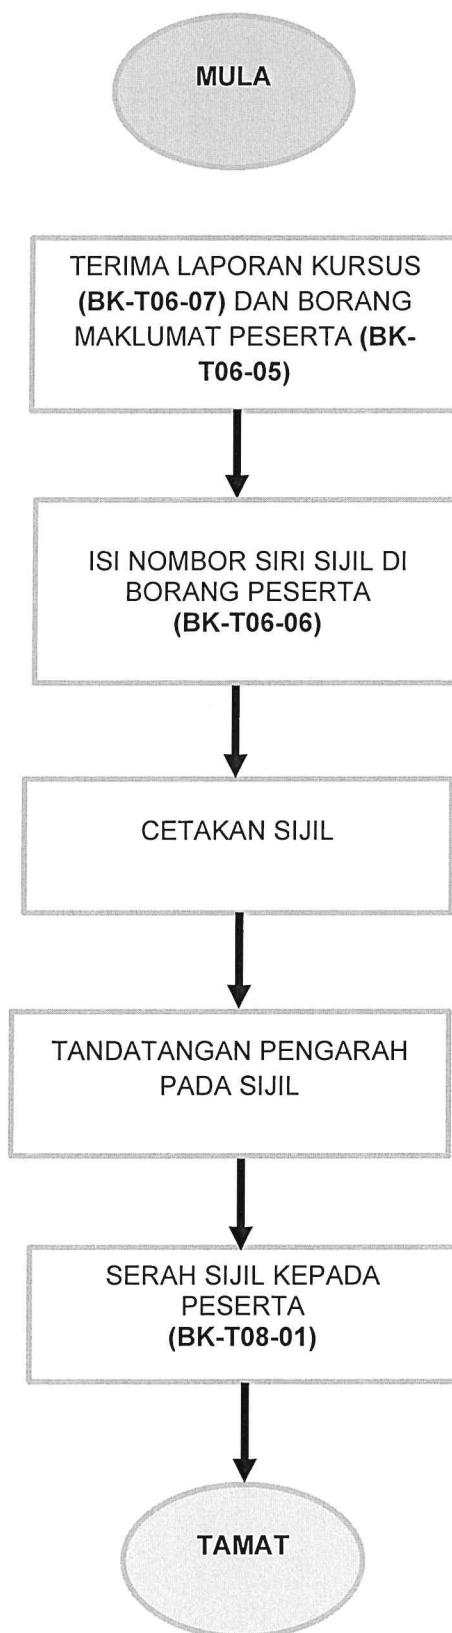 MULA
TERIMA LAPORAN KURSUS
(BK-T06-07) DAN BORANG
MAKLUMAT PESERTA (BK-
T06-05)
ISI NOMBOR SIRI SIJIL DI
BORANG PESERTA
(BK-T06-06)
CETAKAN SIJIL
TANDATANGAN PENGARAH
PADA SIJIL
SERAH SIJIL KEPADA
PESERTA
(BK-T08-01)
TAMAT